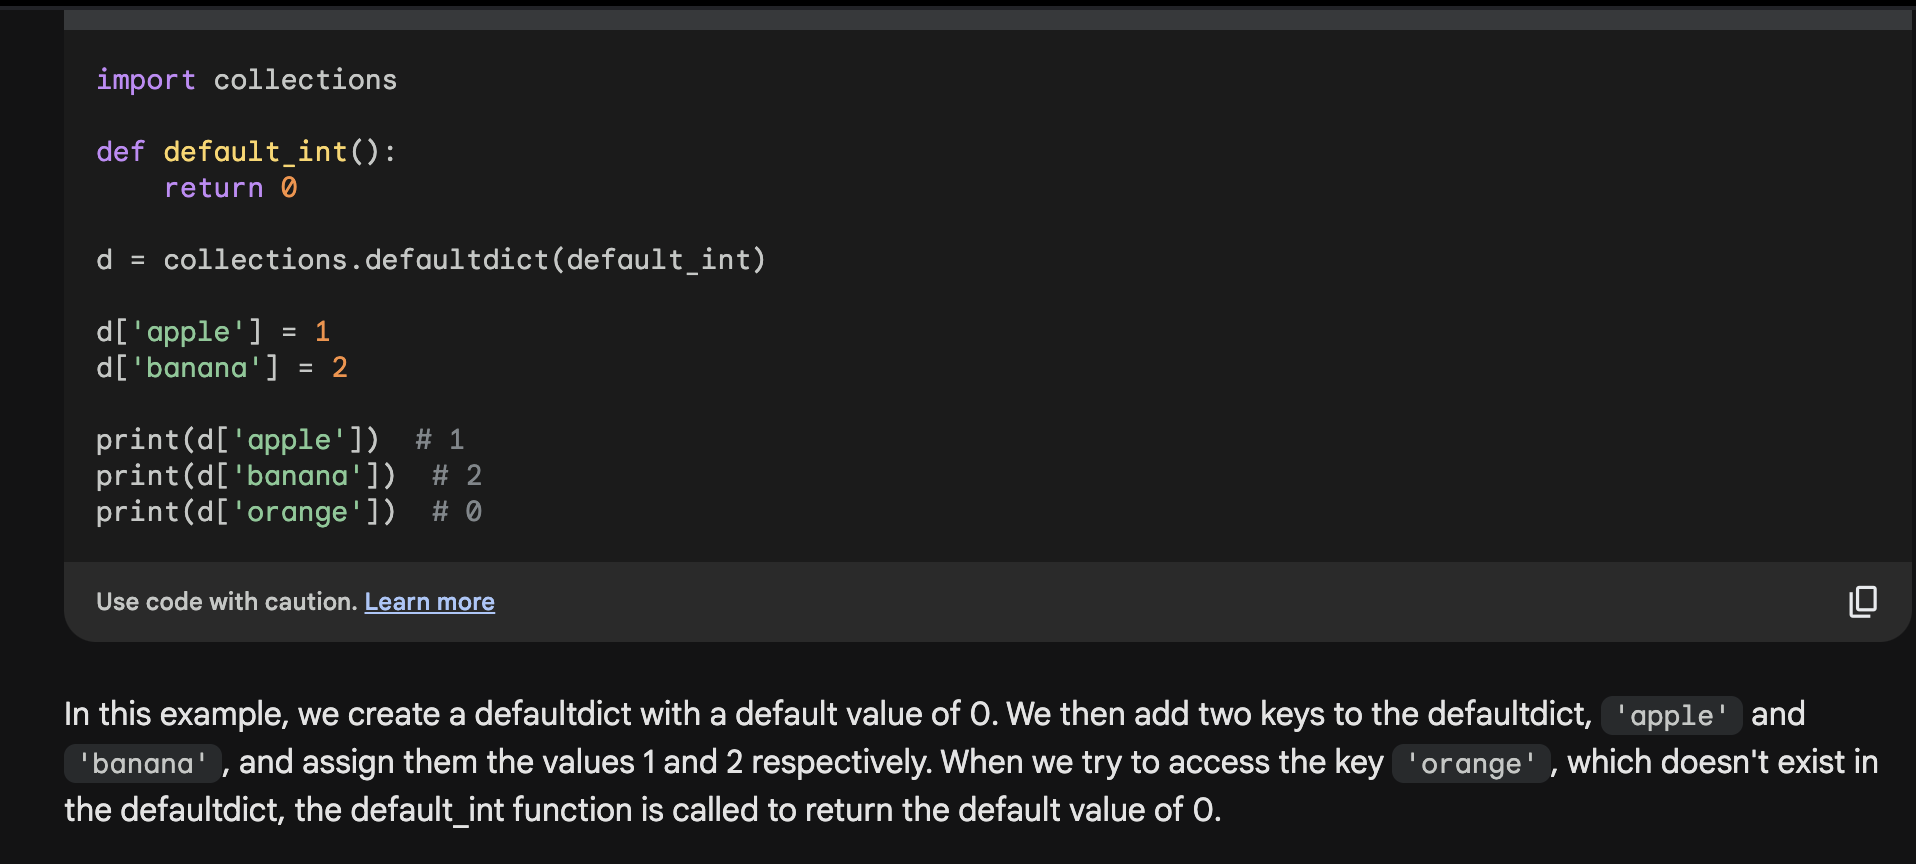 import collections
def default_int():
    return 0
d = collections.defaultdict(default_int)
d['apple'] = 1
d['banana'] = 2
print(d['apple'])  # 1
print(d['banana'])  # 2
print(d['orange'])  # 0
Use code with caution. Learn more
In this example, we create a defaultdict with a default value of 0. We then add two keys to the defaultdict, 'apple' and
'banana', and assign them the values 1 and 2 respectively. When we try to access the key 'orange', which doesn't exist in
the defaultdict, the default_int function is called to return the default value of 0.